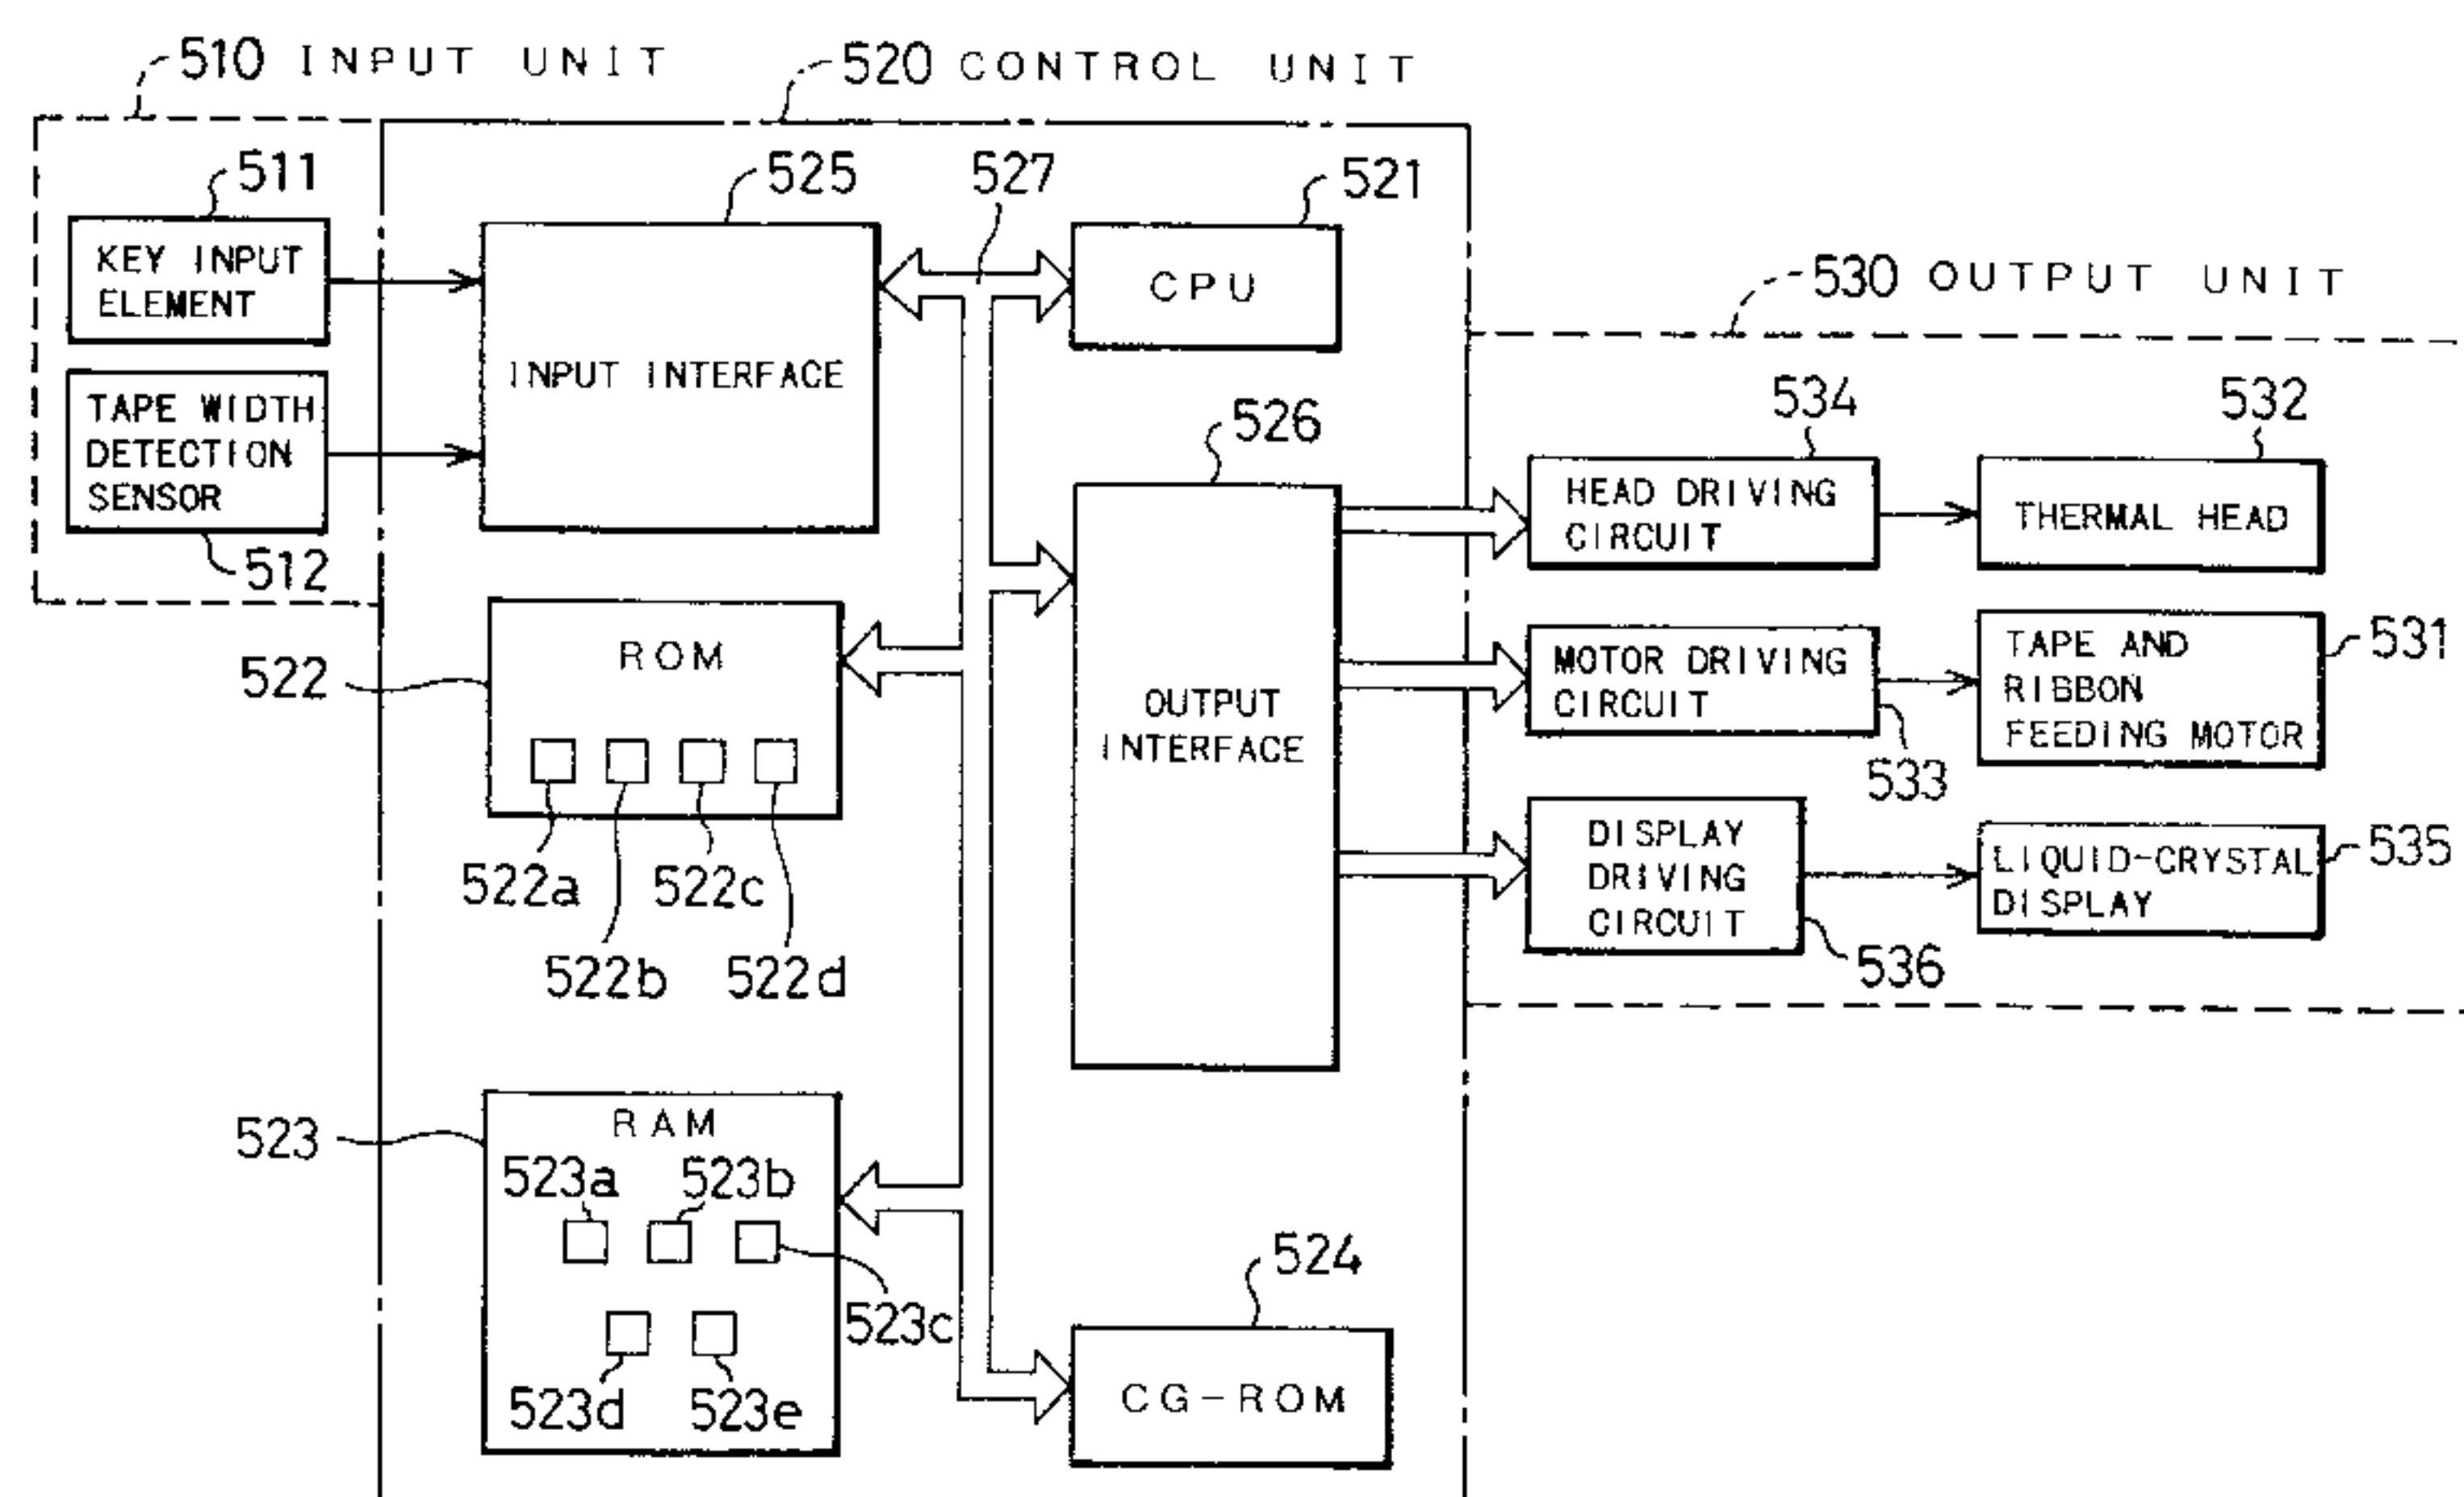 510 INPUT UNIT
520 CONTROL UNIT
511
525
527
521
KEY INPUT
ELEMENT
CPU
530 OUTPUT UNIT
INPUT INTERFACE
TAPE WIDTH
DETECTION
SENSOR
512
526
534
532
HEAD DRIVING
CIRCUIT
THERMAL HEAD
522
ROM
OUTPUT
INTERFACE
MOTOR DRIVING
CIRCUIT
533
TAPE AND
RIBBON
FEEDING MOTOR
531
522a
522c
522b
522d
DISPLAY
DRIVING
CIRCUIT
536
LIQUID-CRYSTAL
DISPLAY
535
523
RAM
523a
523b
523c
523d
523e
524
CG-ROM